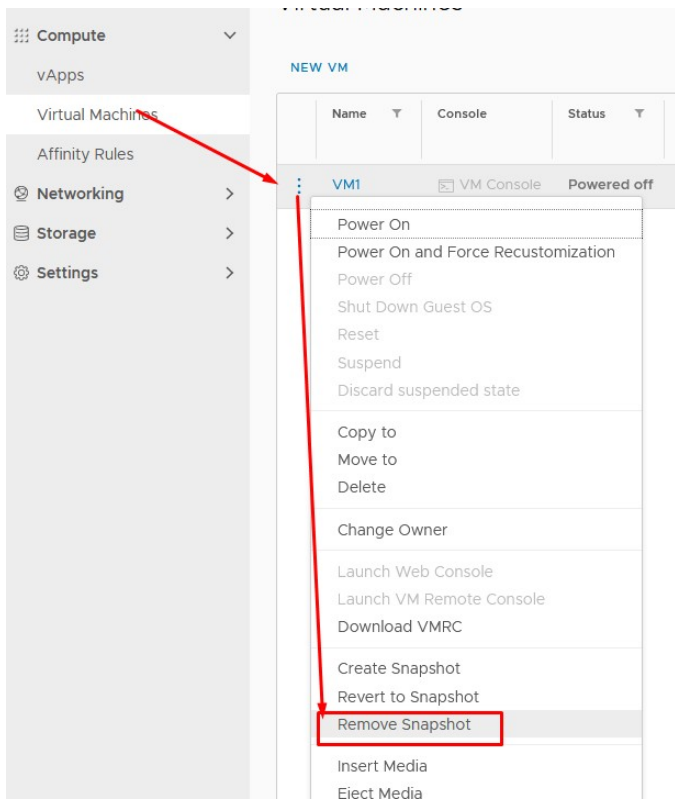 Virtual Machines
Compute
vApps
Virtual Machines
Affinity Rules
Networking
Storage
Settings
NEW VM
Name Console Status
VM1 VM Console Powered off
Power On
Power On and Force Recustomization
Power Off
Shut Down Guest OS
Reset
Suspend
Discard suspended state
Copy to
Move to
Delete
Change Owner
Launch Web Console
Launch VM Remote Console
Download VMRC
Create Snapshot
Revert to Snapshot
Remove Snapshot
Insert Media
Eject Media